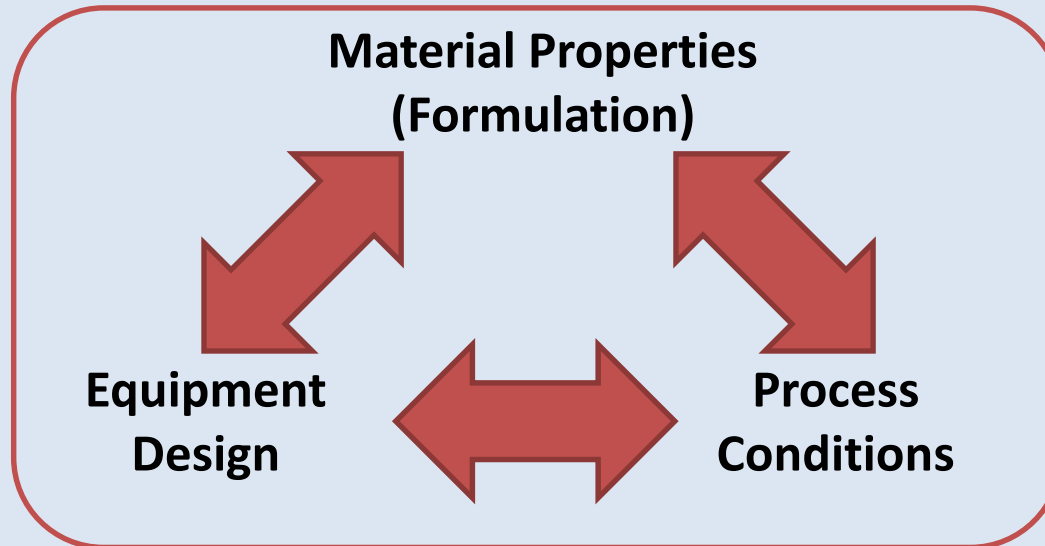 Material Properties
(Formulation)
Equipment
Design
Process
Conditions